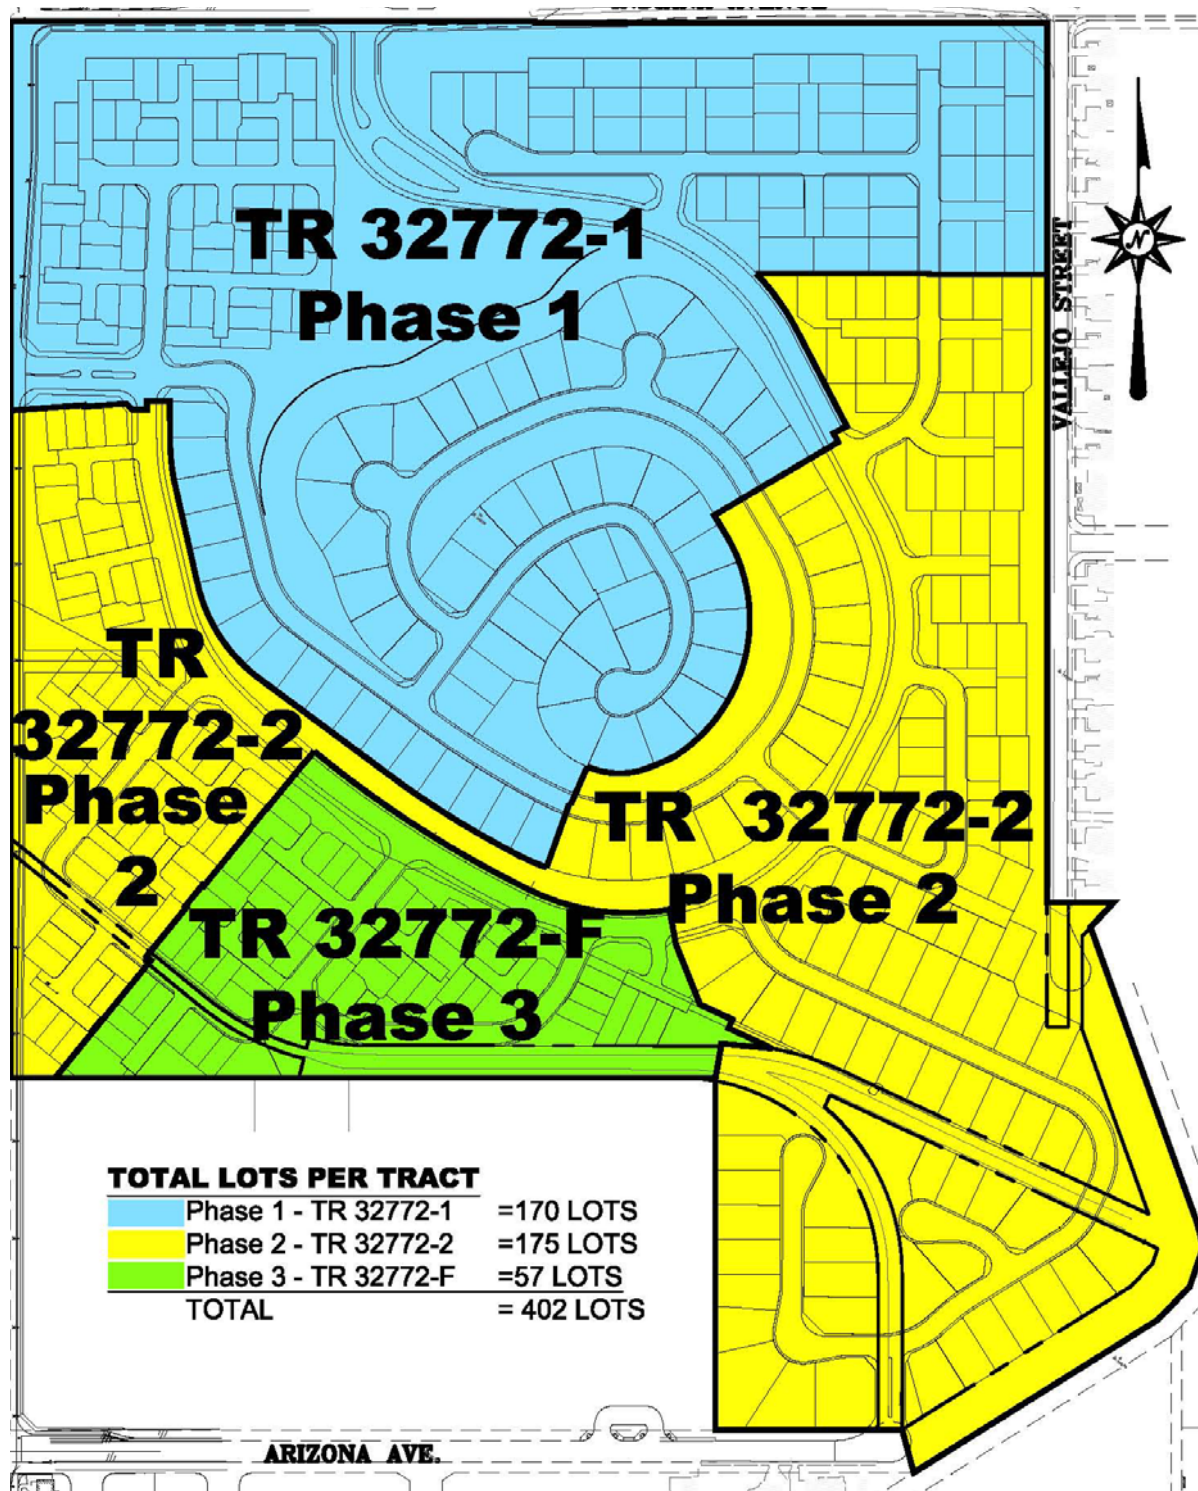 TR 32772-1
Phase 1
N
VALLEJO STREET
TR
32772-2
Phase
2
TR 32772-2
Phase 2
TR 32772-F
Phase 3
TOTAL LOTS PER TRACT
Phase 1 - TR 32772-1 =170 LOTS
Phase 2 - TR 32772-2 =175 LOTS
Phase 3 - TR 32772-F =57 LOTS
TOTAL = 402 LOTS
ARIZONA AVE.